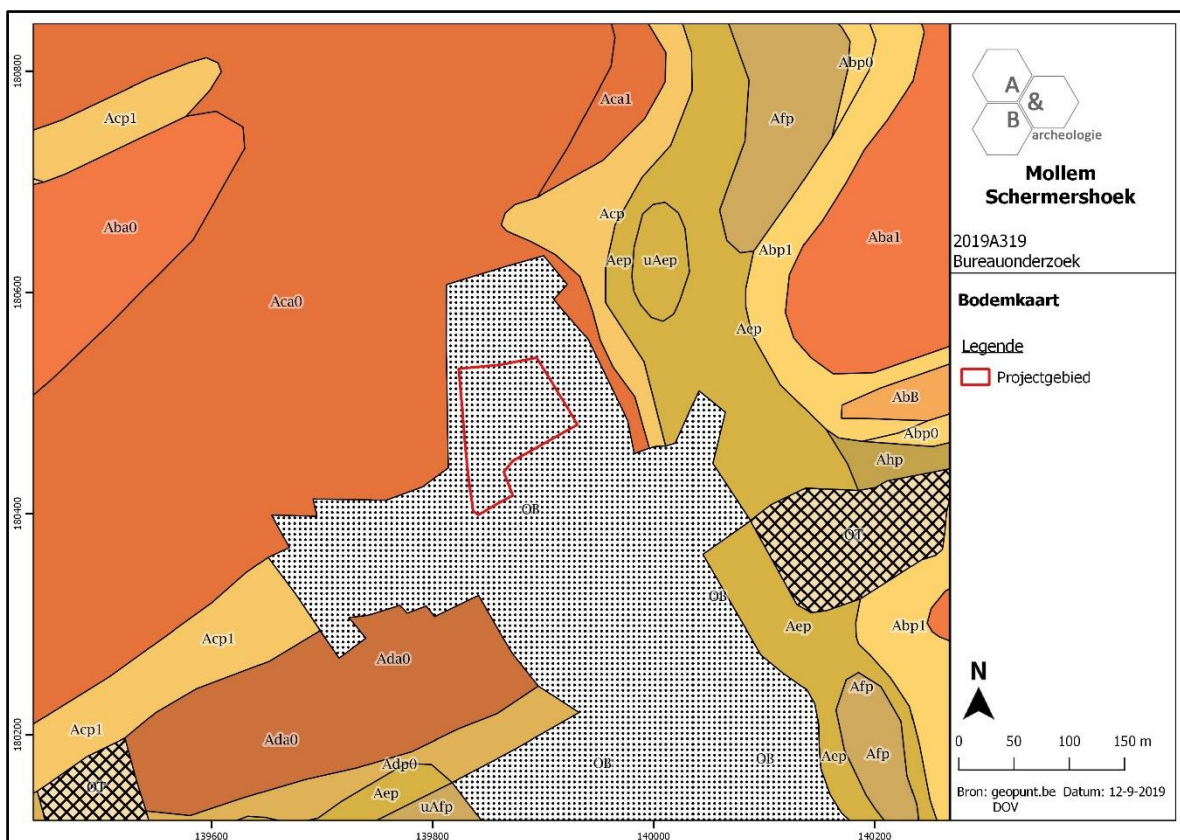 180800
180600
180400
180200
139600
139800
140000
140200
Abp0
Aca1
Afp
Acp1
Aba0
Acp
Aep
uAep
Abp1
Aba1
Aca0
Aep
AbB
Abp0
Ahp
OB
OT
OB
Aep
Abp1
Acp1
Ada0
Afp
Acp1
Ada0
Afp
OT
Adp0
OB
OB
Aep
Aep
uAfp
A
&
B
archeologie
Mollem
Schermershoek
2019A319
Bureauonderzoek
Bodemkaart
Legende
Projectgebied
N
0 50 100 150 m
Bron: geopunt.be Datum: 12-9-2019
DOV